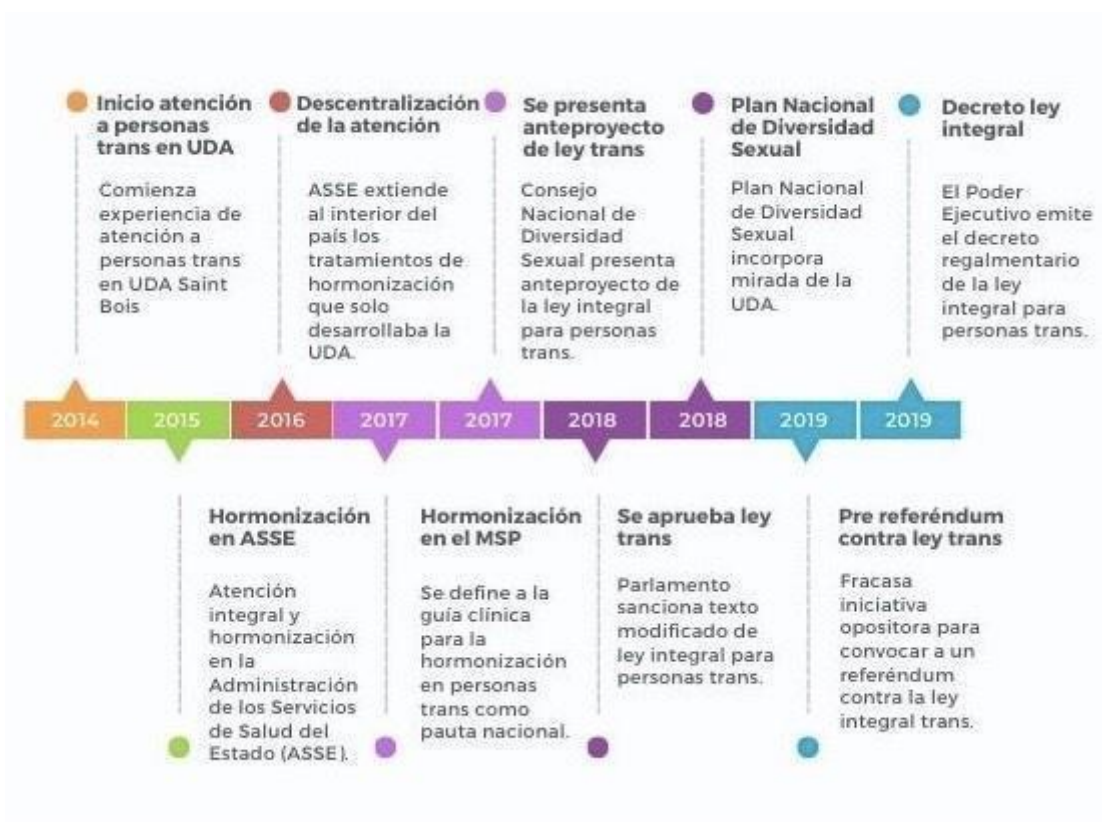 Inicio atención
a personas
trans en UDA
Comienza
experiencia de
atención a
personas trans
en UDA Saint
Bois
Descentralización
de la atención
ASSE extiende
al interior del
país los
tratamientos de
hormonización
que solo
desarrollaba la
UDA.
Se presenta
anteproyecto
de ley trans
Consejo
Nacional de
Diversidad
Sexual presenta
anteproyecto de
la ley integral
para personas
trans.
Plan Nacional
de Diversidad
Sexual
Plan Nacional
de Diversidad
Sexual
incorpora
mirada de la
UDA.
Decreto ley
integral
El Poder
Ejecutivo emite
el decreto
regalmentario
de la ley
integral para
personas trans.
2014 2015 2016 2017 2017 2018 2018 2019 2019
Hormonización
en ASSE
Atención
integral y
hormonización
en la
Administración
de los Servicios
de Salud del
Estado (ASSE).
Hormonización
en el MSP
Se define a la
guía clínica
para la
hormonización
en personas
trans como
pauta nacional.
Se aprueba ley
trans
Parlamento
sanciona texto
modificado de
ley integral para
personas trans.
Pre referéndum
contra ley trans
Fracasa
iniciativa
opositora para
convocar a un
referéndum
contra la ley
integral trans.